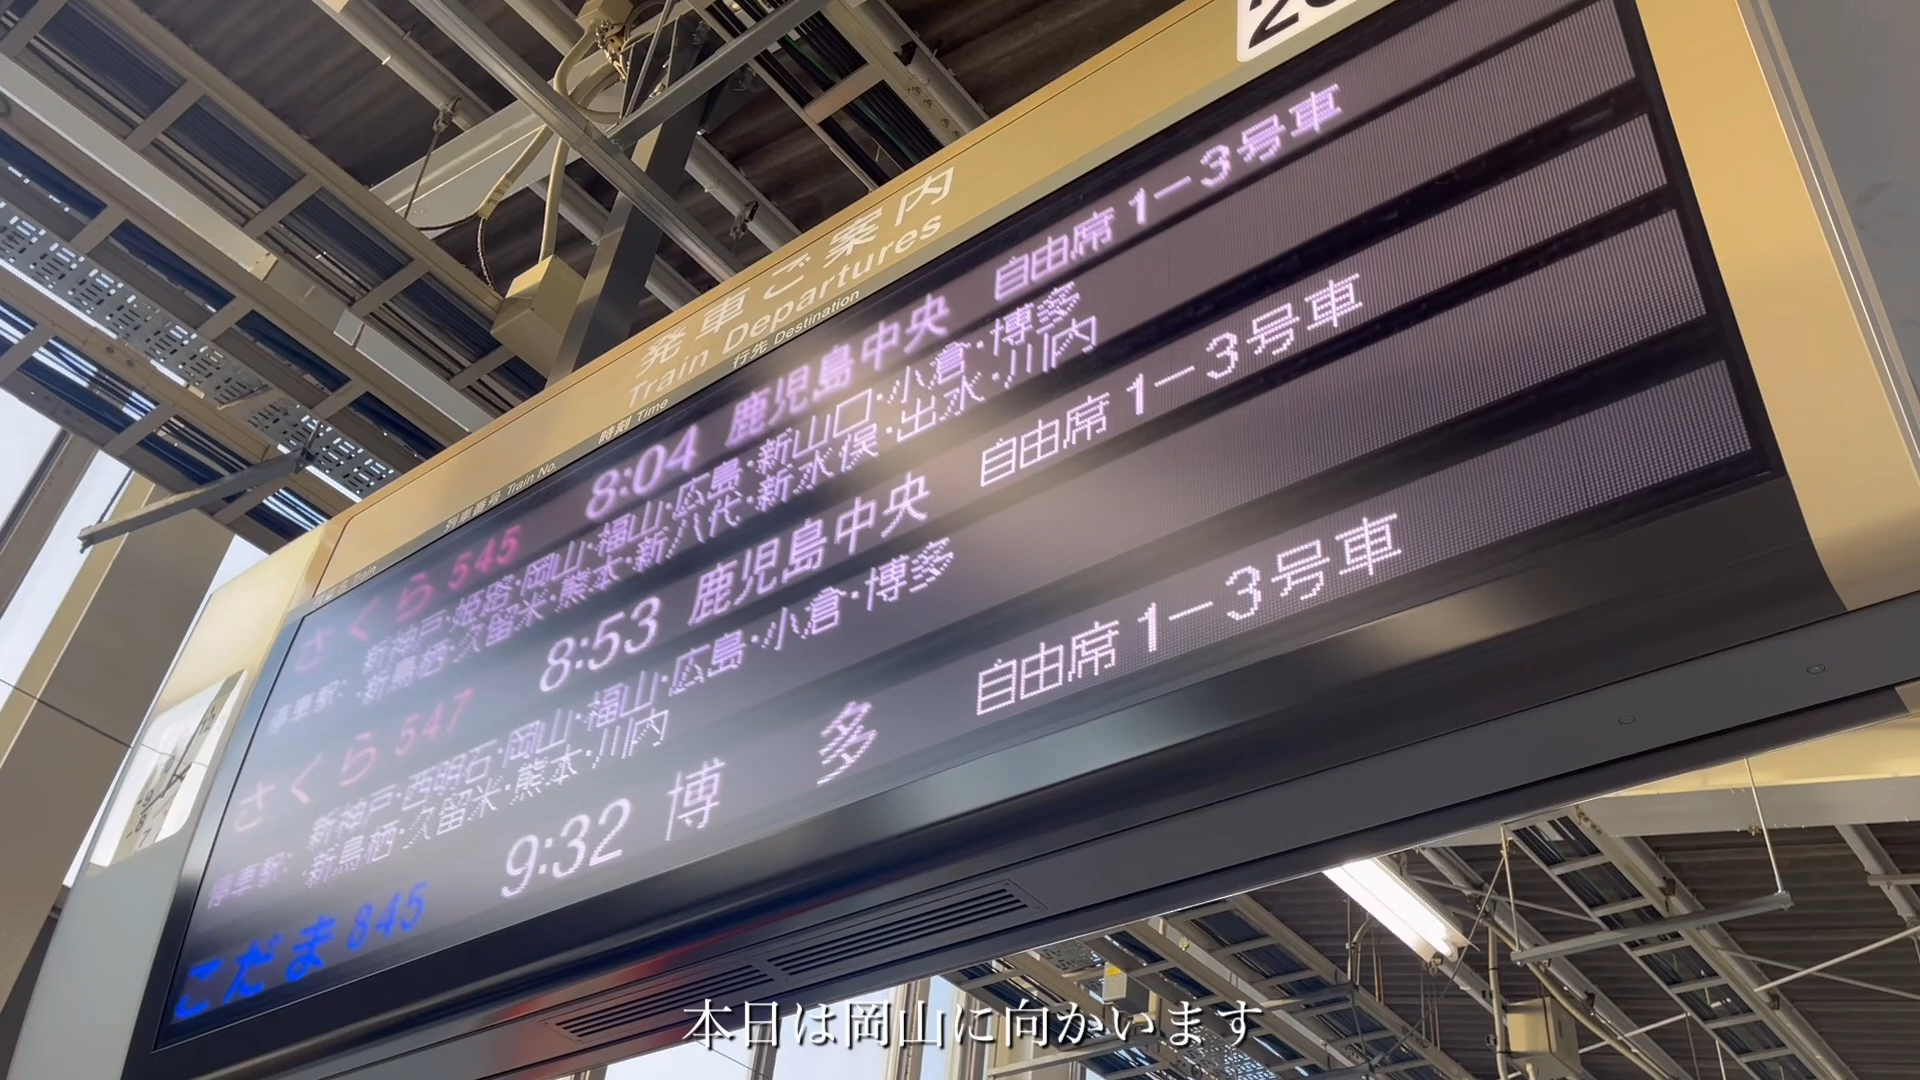 発車ご案内
Train Departures
列車番号 Train No. 時刻 Time 行先 Destination
さくら 545 8:04 鹿児島中央 自由席 1－3号車
停車駅: 新神戸・姫路・岡山・福山・広島・新山口・小倉・博多
新鳥栖・久留米・熊本・新八代・新水俣・出水・川内
さくら 547 8:53 鹿児島中央 自由席 1－3号車
停車駅: 新神戸・西明石・岡山・福山・広島・小倉・博多
新鳥栖・久留米・熊本・川内
こだま 845 9:32 博多 自由席 1－3号車
本日は岡山に向かいます